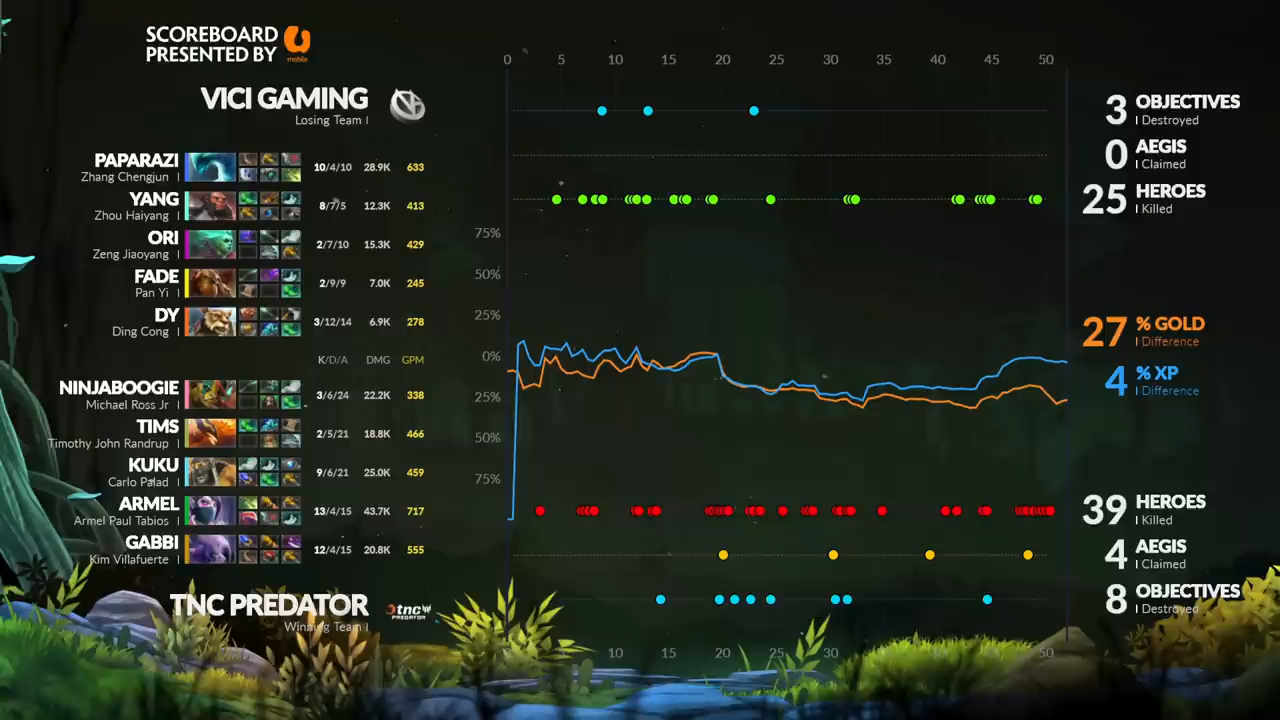 SCOREBOARD
PRESENTED BY
mobile
0 5 10 15 20 25 30 35 40 45 50
VICI GAMING
Losing Team
3 OBJECTIVES
Destroyed
0 AEGIS
Claimed
25 HEROES
Killed
PAPARAZI
Zhang Chengjun
10/4/10 28.9K 633
YANG
Zhou Haiyang
8/7/5 12.3K 413
ORI
Zeng Jiaoyang
2/7/10 15.3K 429
FADE
Pan Yi
2/9/9 7.0K 245
DY
Ding Cong
3/12/14 6.9K 278
K/D/A DMG GPM
NINJABOOGIE
Michael Ross Jr
3/6/24 22.2K 338
TIMS
Timothy John Randrup
2/5/21 18.8K 466
KUKU
Carlo Palad
9/6/21 25.0K 459
ARMEL
Armel Paul Tabios
13/4/15 43.7K 717
GABBI
Kim Villafuerte
12/4/15 20.8K 555
75%
50%
25%
0%
25%
50%
75%
27 % GOLD
Difference
4 % XP
Difference
39 HEROES
Killed
4 AEGIS
Claimed
8 OBJECTIVES
Destroyed
TNC PREDATOR
Winning Team
tnc
PREDATOR
0 5 10 15 20 25 30 35 40 45 50